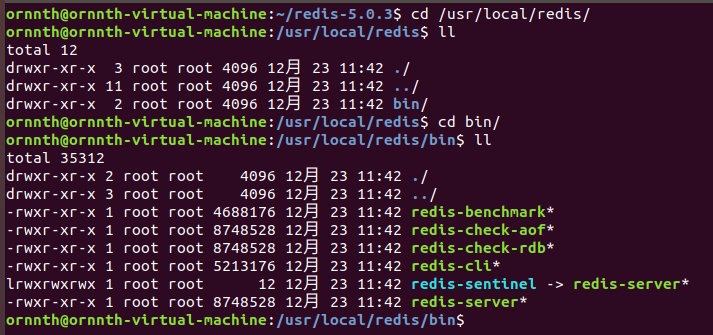 ornnth@ornnth-virtual-machine:~/redis-5.0.3$ cd /usr/local/redis/
ornnth@ornnth-virtual-machine:/usr/local/redis$ ll
total 12
drwxr-xr-x  3 root root 4096 12月 23 11:42 ./
drwxr-xr-x 11 root root 4096 12月 23 11:42 ../
drwxr-xr-x  2 root root 4096 12月 23 11:42 bin/
ornnth@ornnth-virtual-machine:/usr/local/redis$ cd bin/
ornnth@ornnth-virtual-machine:/usr/local/redis/bin$ ll
total 35312
drwxr-xr-x 2 root root    4096 12月 23 11:42 ./
drwxr-xr-x 3 root root    4096 12月 23 11:42 ../
-rwxr-xr-x 1 root root 4688176 12月 23 11:42 redis-benchmark*
-rwxr-xr-x 1 root root 8748528 12月 23 11:42 redis-check-aof*
-rwxr-xr-x 1 root root 8748528 12月 23 11:42 redis-check-rdb*
-rwxr-xr-x 1 root root 5213176 12月 23 11:42 redis-cli*
lrwxrwxrwx 1 root root      12 12月 23 11:42 redis-sentinel -> redis-server*
-rwxr-xr-x 1 root root 8748528 12月 23 11:42 redis-server*
ornnth@ornnth-virtual-machine:/usr/local/redis/bin$